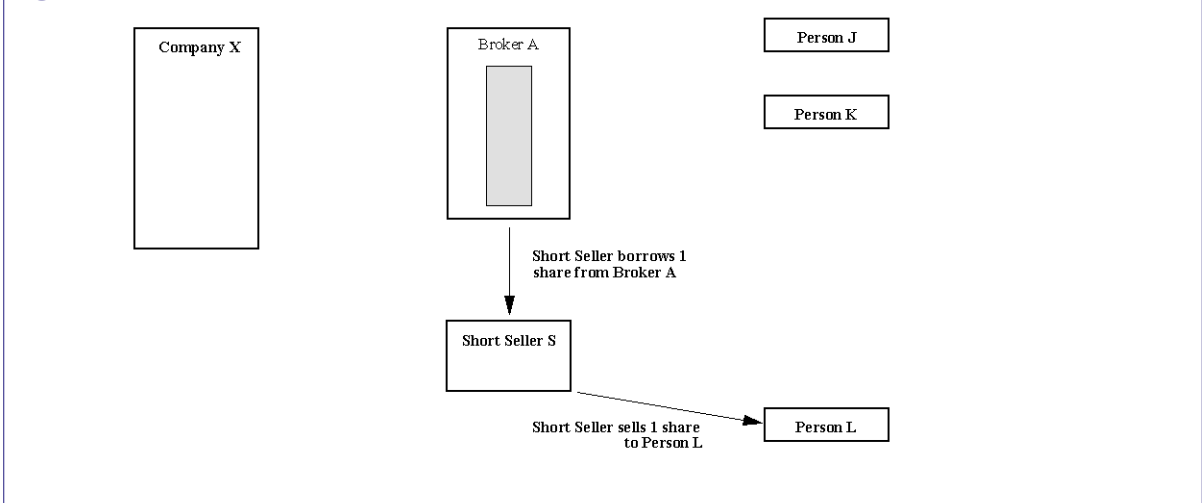 Company X
Broker A
Person J
Person K
Short Seller borrows 1
share from Broker A
Short Seller S
Short Seller sells 1 share
to Person L
Person L